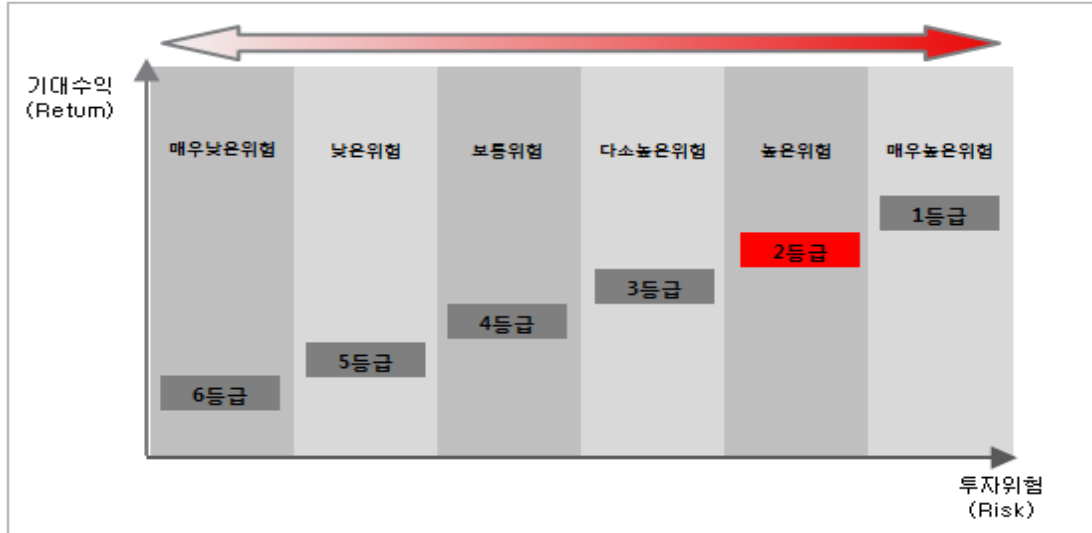 기대수익
(Return)
매우낮은위험 낮은위험 보통위험 다소높은위험 높은위험 매우높은위험
1등급
2등급
3등급
4등급
5등급
6등급
투자위험
(Risk)